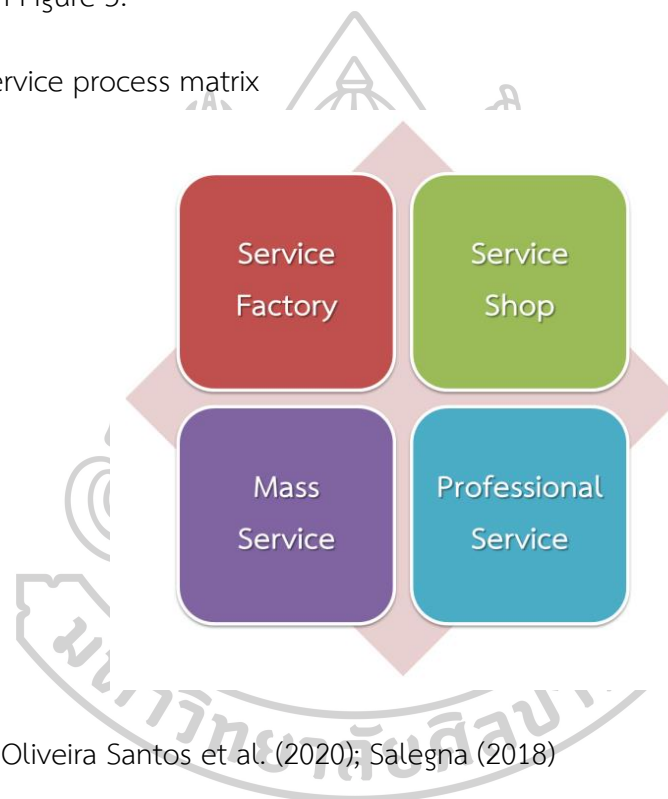 Figure 3.
service process matrix
Service
Factory
Service
Shop
Mass
Service
Professional
Service
Oliveira Santos et al. (2020); Salegna (2018)